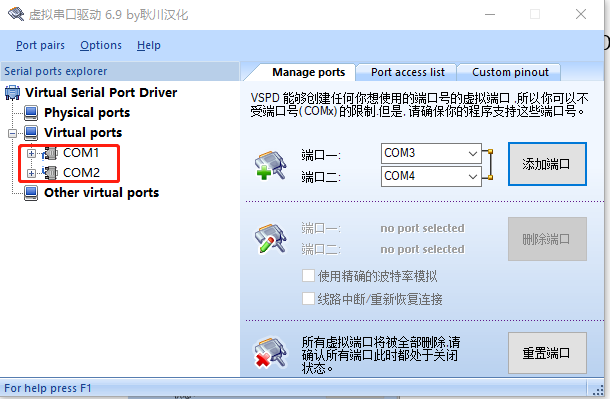 虚拟串口驱动 6.9 by耿川汉化
Port pairs Options Help
Serial ports explorer
Virtual Serial Port Driver
Physical ports
Virtual ports
COM1
COM2
Other virtual ports
Manage ports
Port access list
Custom pinout
VSPD 能够创建任何你想使用的端口号的虚拟端口 ,所以你可以不
受端口号(COMx)的限制.但是, 请确保你的程序支持这些端口号。
端口一:
COM3
端口二:
COM4
添加端口
端口一:
no port selected
端口二:
no port selected
删除端口
使用精确的波特率模拟
线路中断/重新恢复连接
所有虚拟端口将被全部删除,请
确认所有端口此时都处于关闭
状态。
重置端口
For help press F1